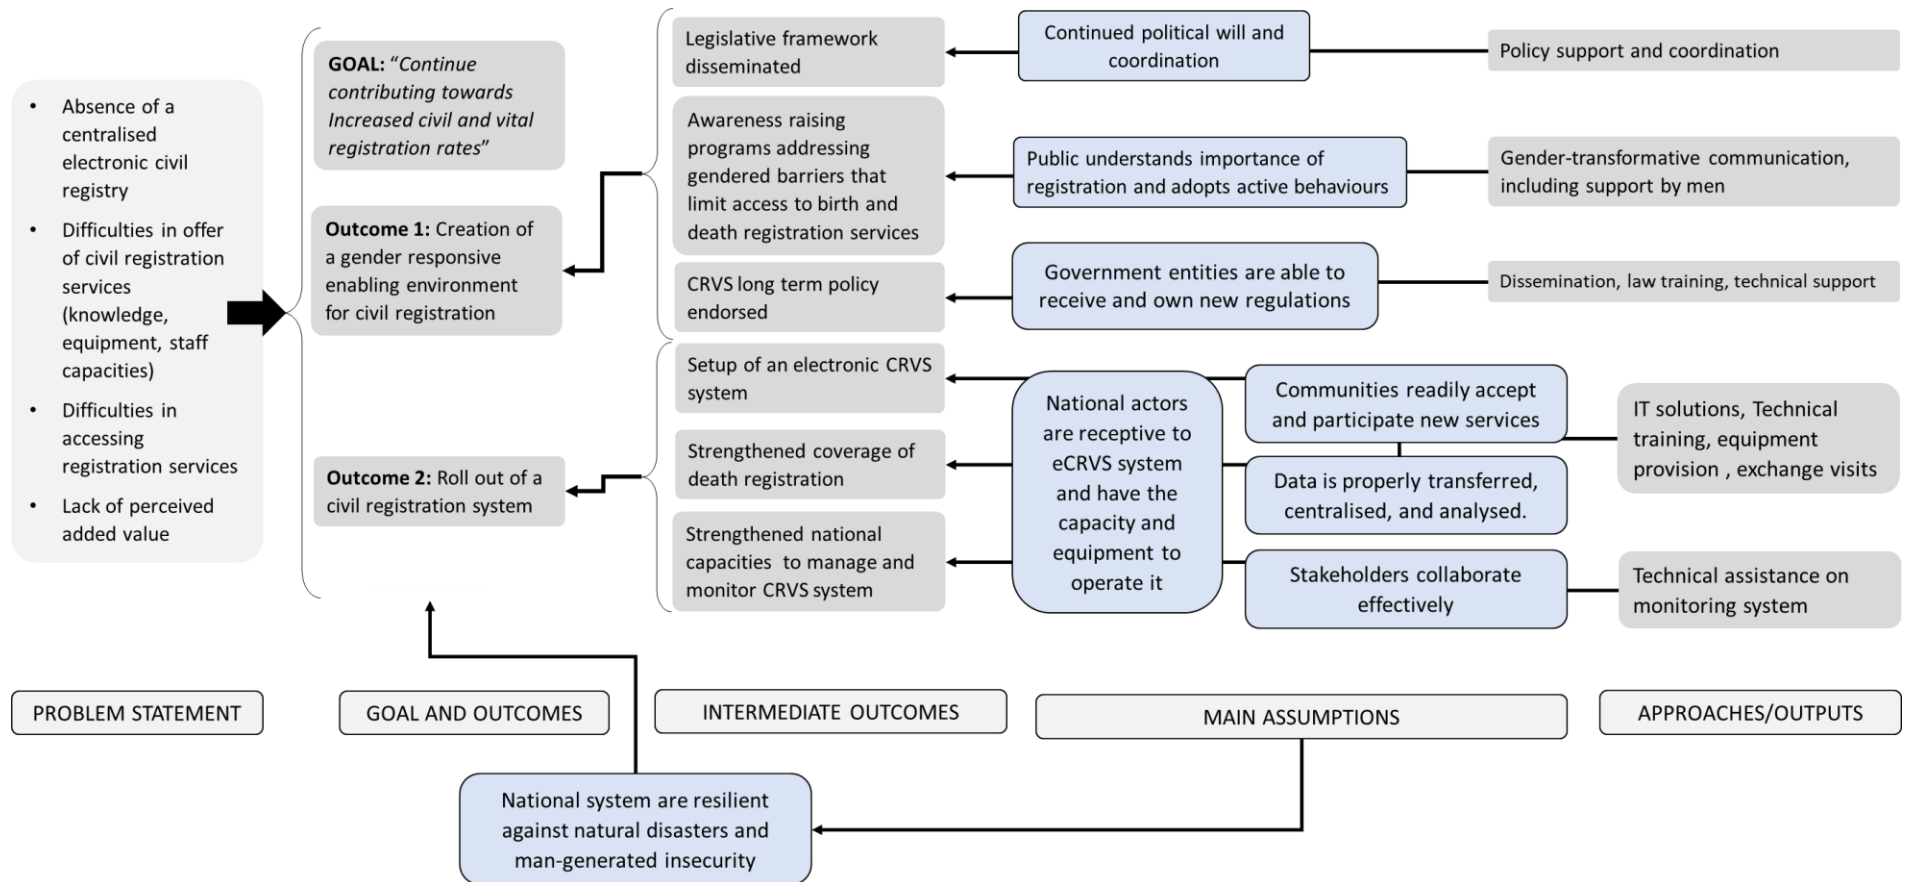 • Absence of a
centralised
electronic civil
registry
• Difficulties in offer
of civil registration
services
(knowledge,
equipment, staff
capacities)
• Difficulties in
accessing
registration services
• Lack of perceived
added value
GOAL: “Continue
contributing towards
Increased civil and vital
registration rates”
Outcome 1: Creation of
a gender responsive
enabling environment
for civil registration
Outcome 2: Roll out of a
civil registration system
Legislative framework
disseminated
Awareness raising
programs addressing
gendered barriers that
limit access to birth and
death registration services
CRVS long term policy
endorsed
Setup of an electronic CRVS
system
Strengthened coverage of
death registration
Strengthened national
capacities to manage and
monitor CRVS system
Continued political will and
coordination
Public understands importance of
registration and adopts active behaviours
Government entities are able to
receive and own new regulations
National actors
are receptive to
eCRVS system
and have the
capacity and
equipment to
operate it
Communities readily accept
and participate new services
Data is properly transferred,
centralised, and analysed.
Stakeholders collaborate
effectively
Policy support and coordination
Gender-transformative communication,
including support by men
Dissemination, law training, technical support
IT solutions, Technical
training, equipment
provision , exchange visits
Technical assistance on
monitoring system
PROBLEM STATEMENT
GOAL AND OUTCOMES
INTERMEDIATE OUTCOMES
MAIN ASSUMPTIONS
APPROACHES/OUTPUTS
National system are resilient
against natural disasters and
man-generated insecurity